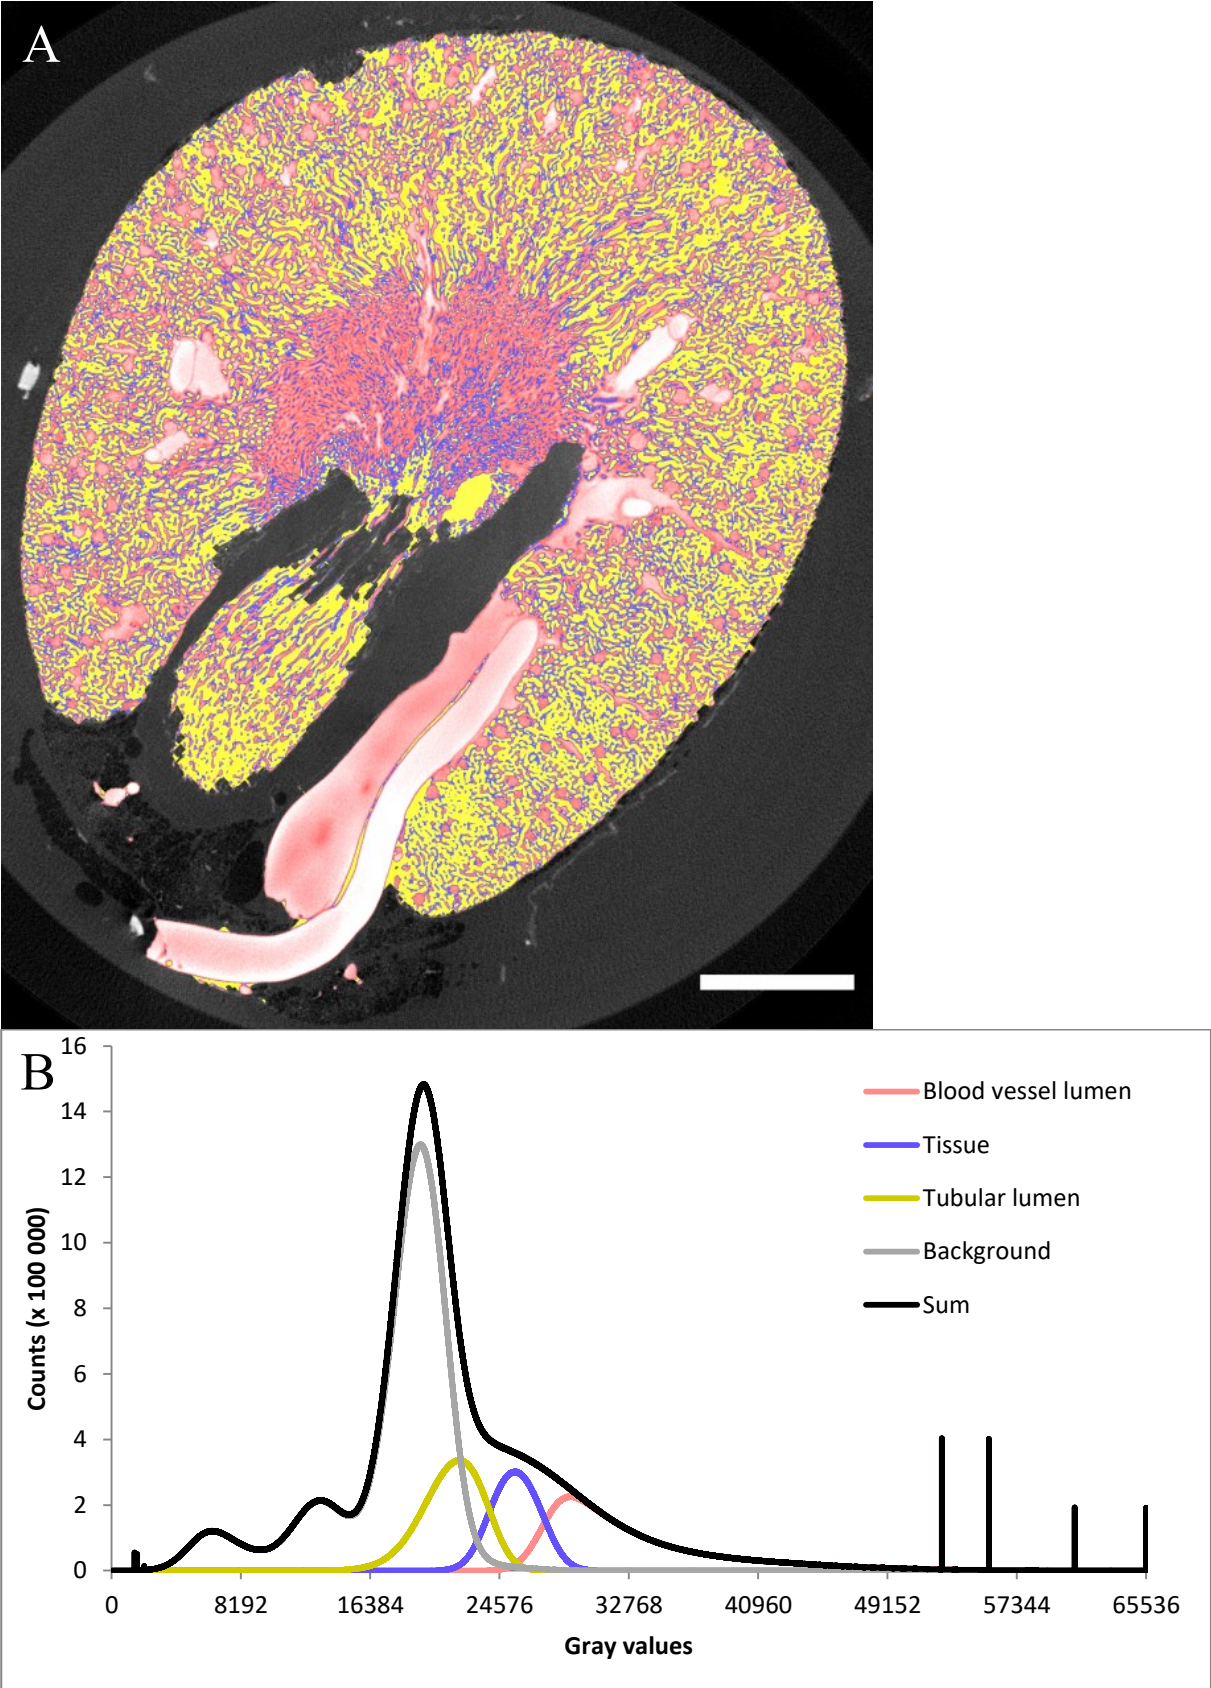 A
B
16
14
12
10
8
6
4
2
0
Counts (x 100 000)
Blood vessel lumen
Tissue
Tubular lumen
Background
Sum
0 8192 16384 24576 32768 40960 49152 57344 65536
Gray values